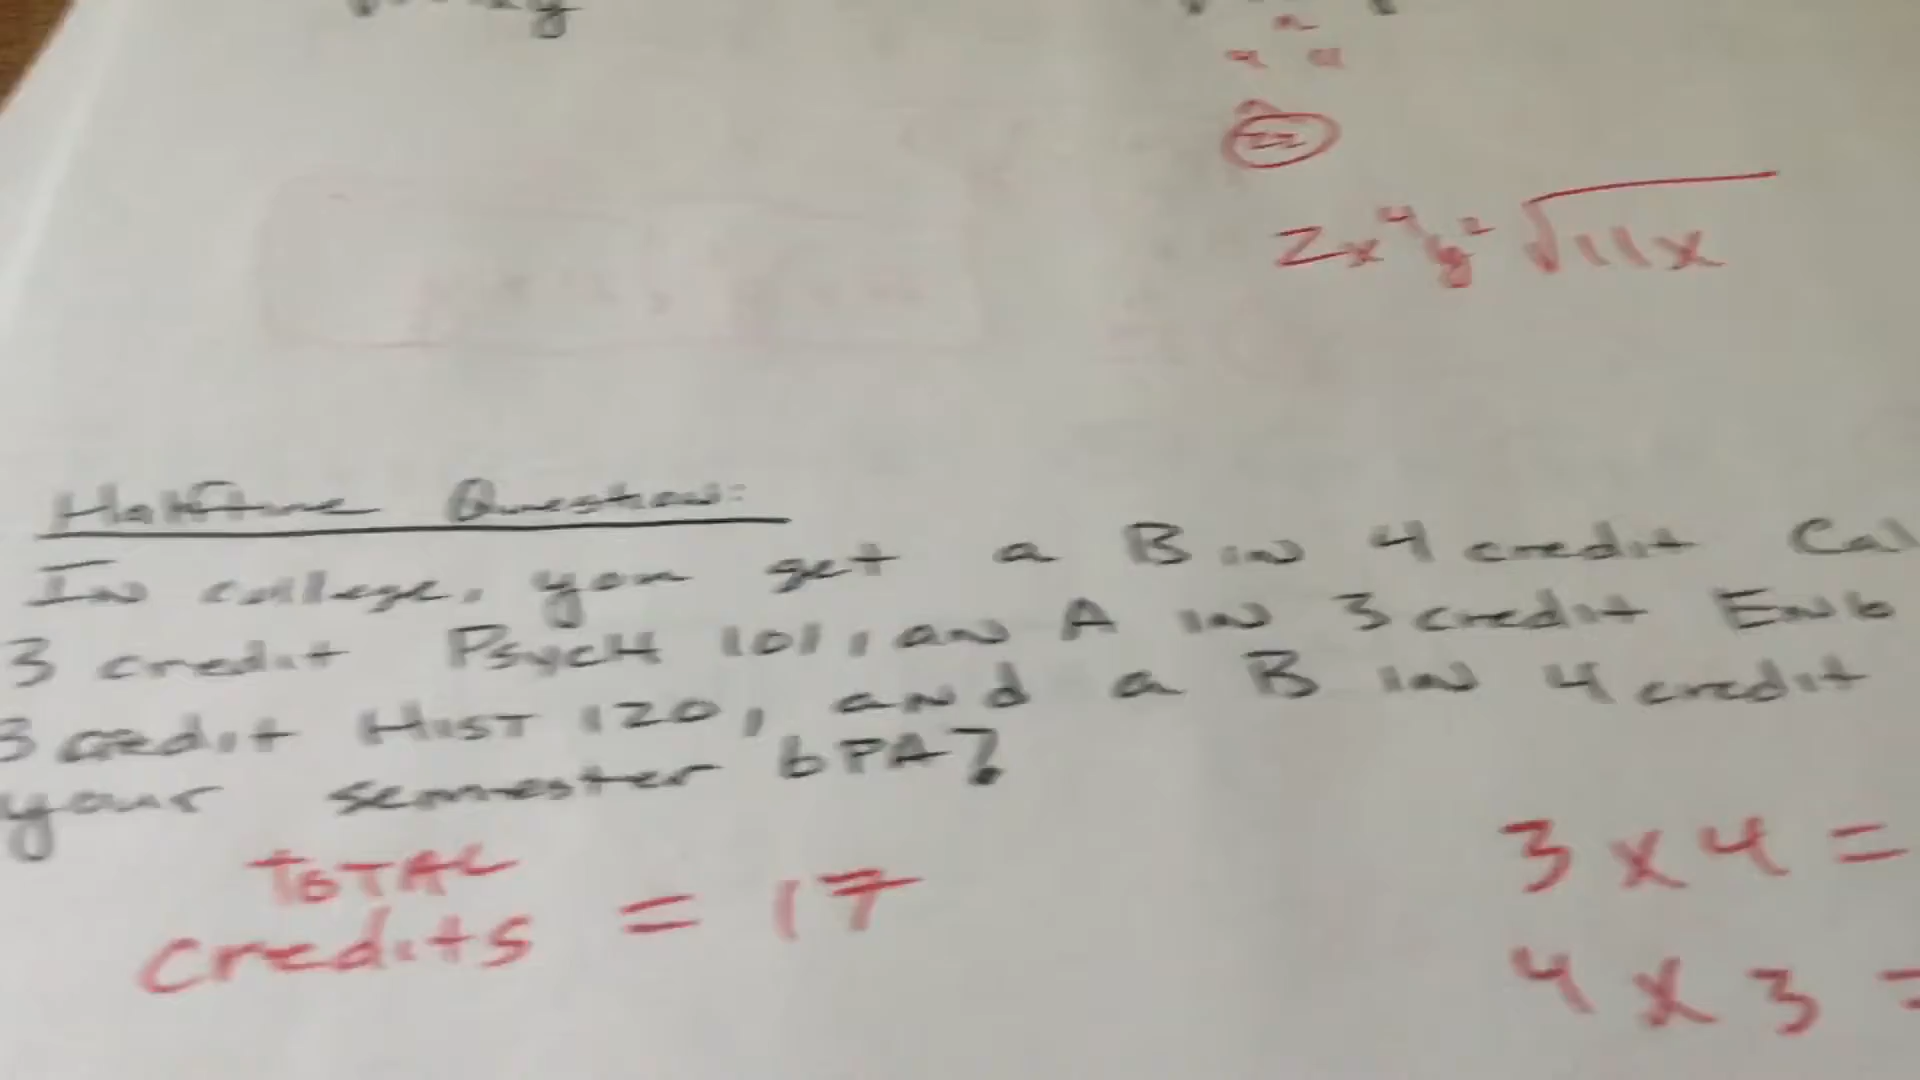 2x⁴y² √11x
Halftime Question:
In college, you get a B in 4 credit Cal
3 credit Psych 101, an A in 3 credit ENG
3 credit Hist 120, and a B in 4 credit
your semester GPA?
TOTAL
credits = 17
3 x 4 =
4 x 3 =